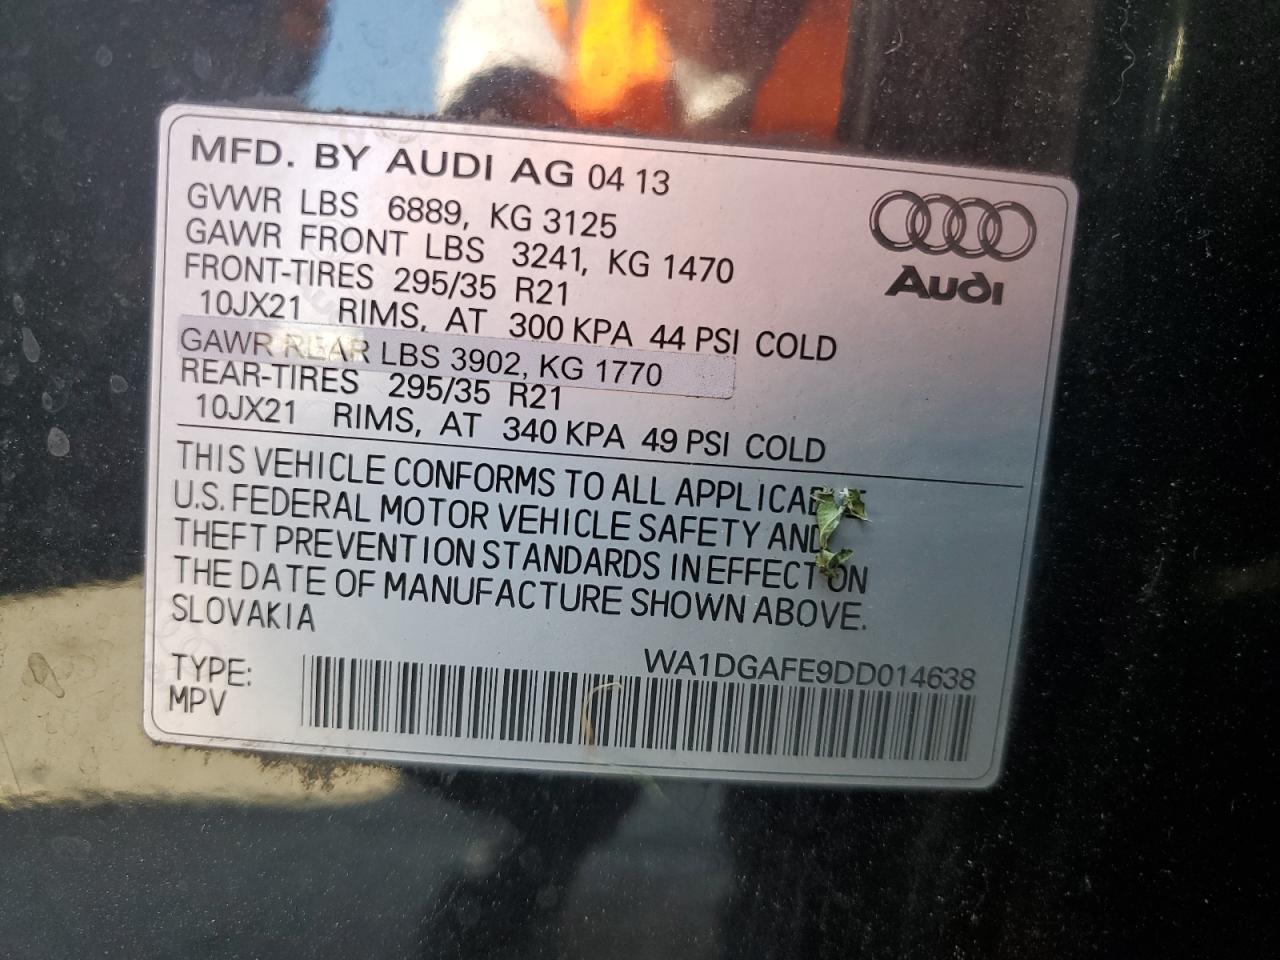 MFD. BY AUDI AG 04 13
GVWR LBS 6889, KG 3125
GAWR FRONT LBS 3241, KG 1470
FRONT-TIRES 295/35 R21
10JX21 RIMS, AT 300 KPA 44 PSI COLD
GAWR REAR LBS 3902, KG 1770
REAR-TIRES 295/35 R21
10JX21 RIMS, AT 340 KPA 49 PSI COLD
Audi
THIS VEHICLE CONFORMS TO ALL APPLICABLE
U.S. FEDERAL MOTOR VEHICLE SAFETY AND
THEFT PREVENTION STANDARDS IN EFFECT ON
THE DATE OF MANUFACTURE SHOWN ABOVE.
SLOVAKIA
WA1DGAFE9DD014638
TYPE:
MPV